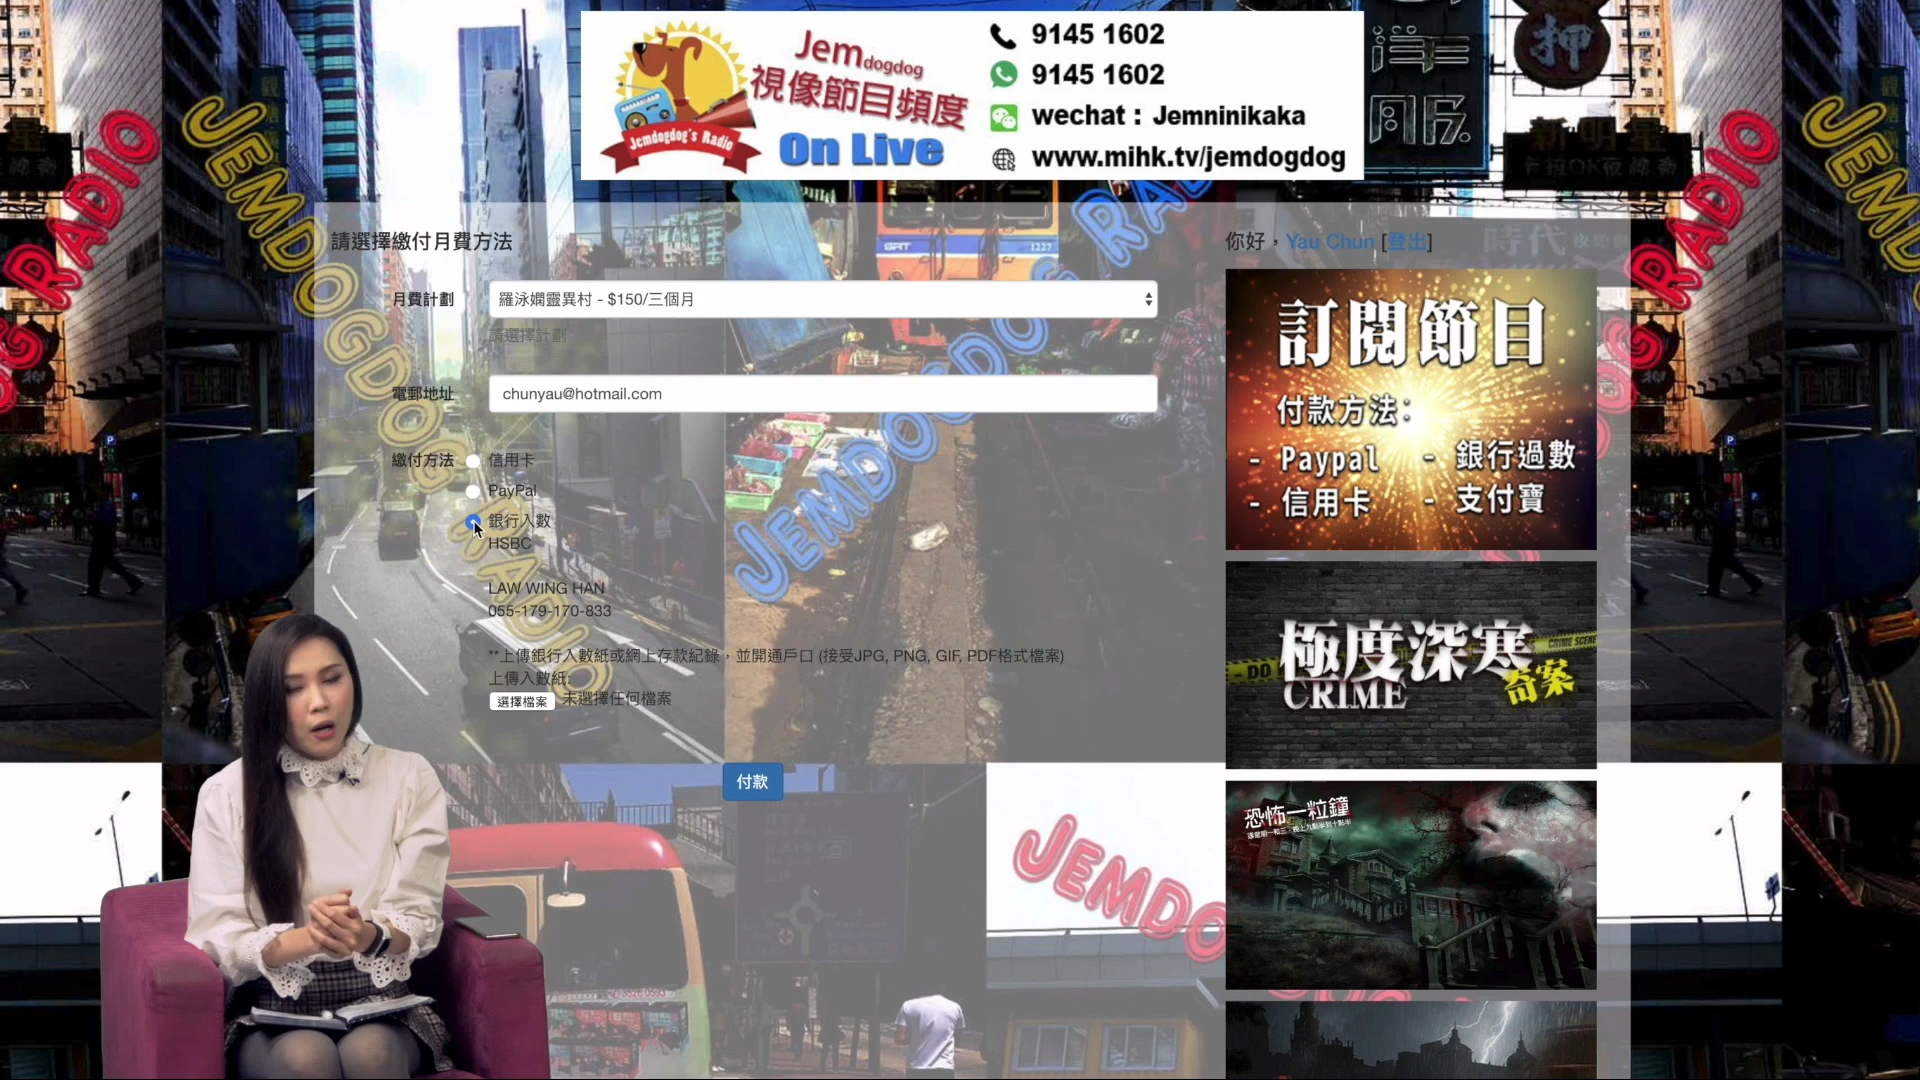 Jemdogdog's Radio
Jemdogdog
視像節目頻度
On Live
9145 1602
9145 1602
wechat : Jemninikaka
www.mihk.tv/jemdogdog
押
JEMDOGDOG RADIO
請選擇繳付月費方法
你好，Yau Chun [登出]
月費計劃
羅泳嫻靈異村 - $150/三個月
請選擇計劃
電郵地址
chunyau@hotmail.com
繳付方法
信用卡
PayPal
銀行入數
HSBC
LAW WING HAN
055-179-170-833
**上傳銀行入數紙或網上存款紀錄，並開通戶口 (接受JPG, PNG, GIF, PDF格式檔案)
上傳入數紙:
選擇檔案 未選擇任何檔案
付款
訂閱節目
付款方法:
- Paypal - 銀行過數
- 信用卡 - 支付寶
極度深寒
CRIME 奇案
CRIME SCENE
DO
恐怖一粒鐘
1227
JEMDO